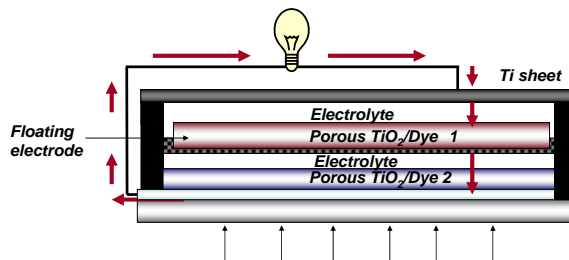 Ti sheet
Electrolyte
Floating
electrode
Porous TiO₂/Dye 1
Electrolyte
Porous TiO₂/Dye 2